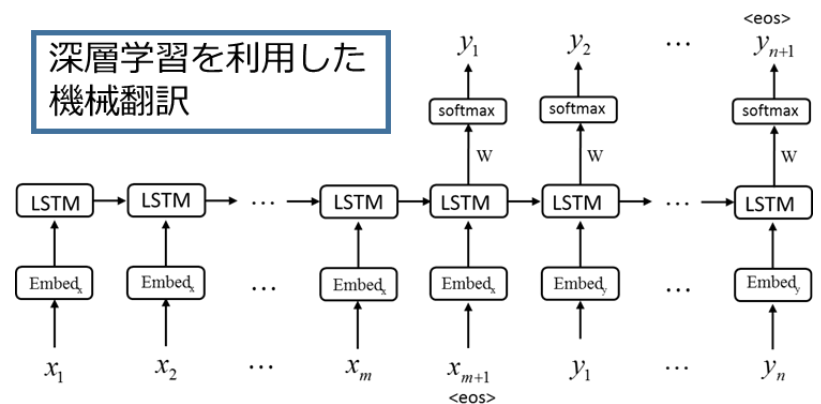 深層学習を利用した
機械翻訳
<eos>
y₁ y₂ … yₙ₊₁
softmax softmax softmax
W W W
LSTM LSTM … LSTM LSTM LSTM … LSTM
Embedₓ Embedₓ … Embedₓ Embedₓ Embed_y … Embed_y
x₁ x₂ … xₘ xₘ₊₁ y₁ … yₙ
<eos>